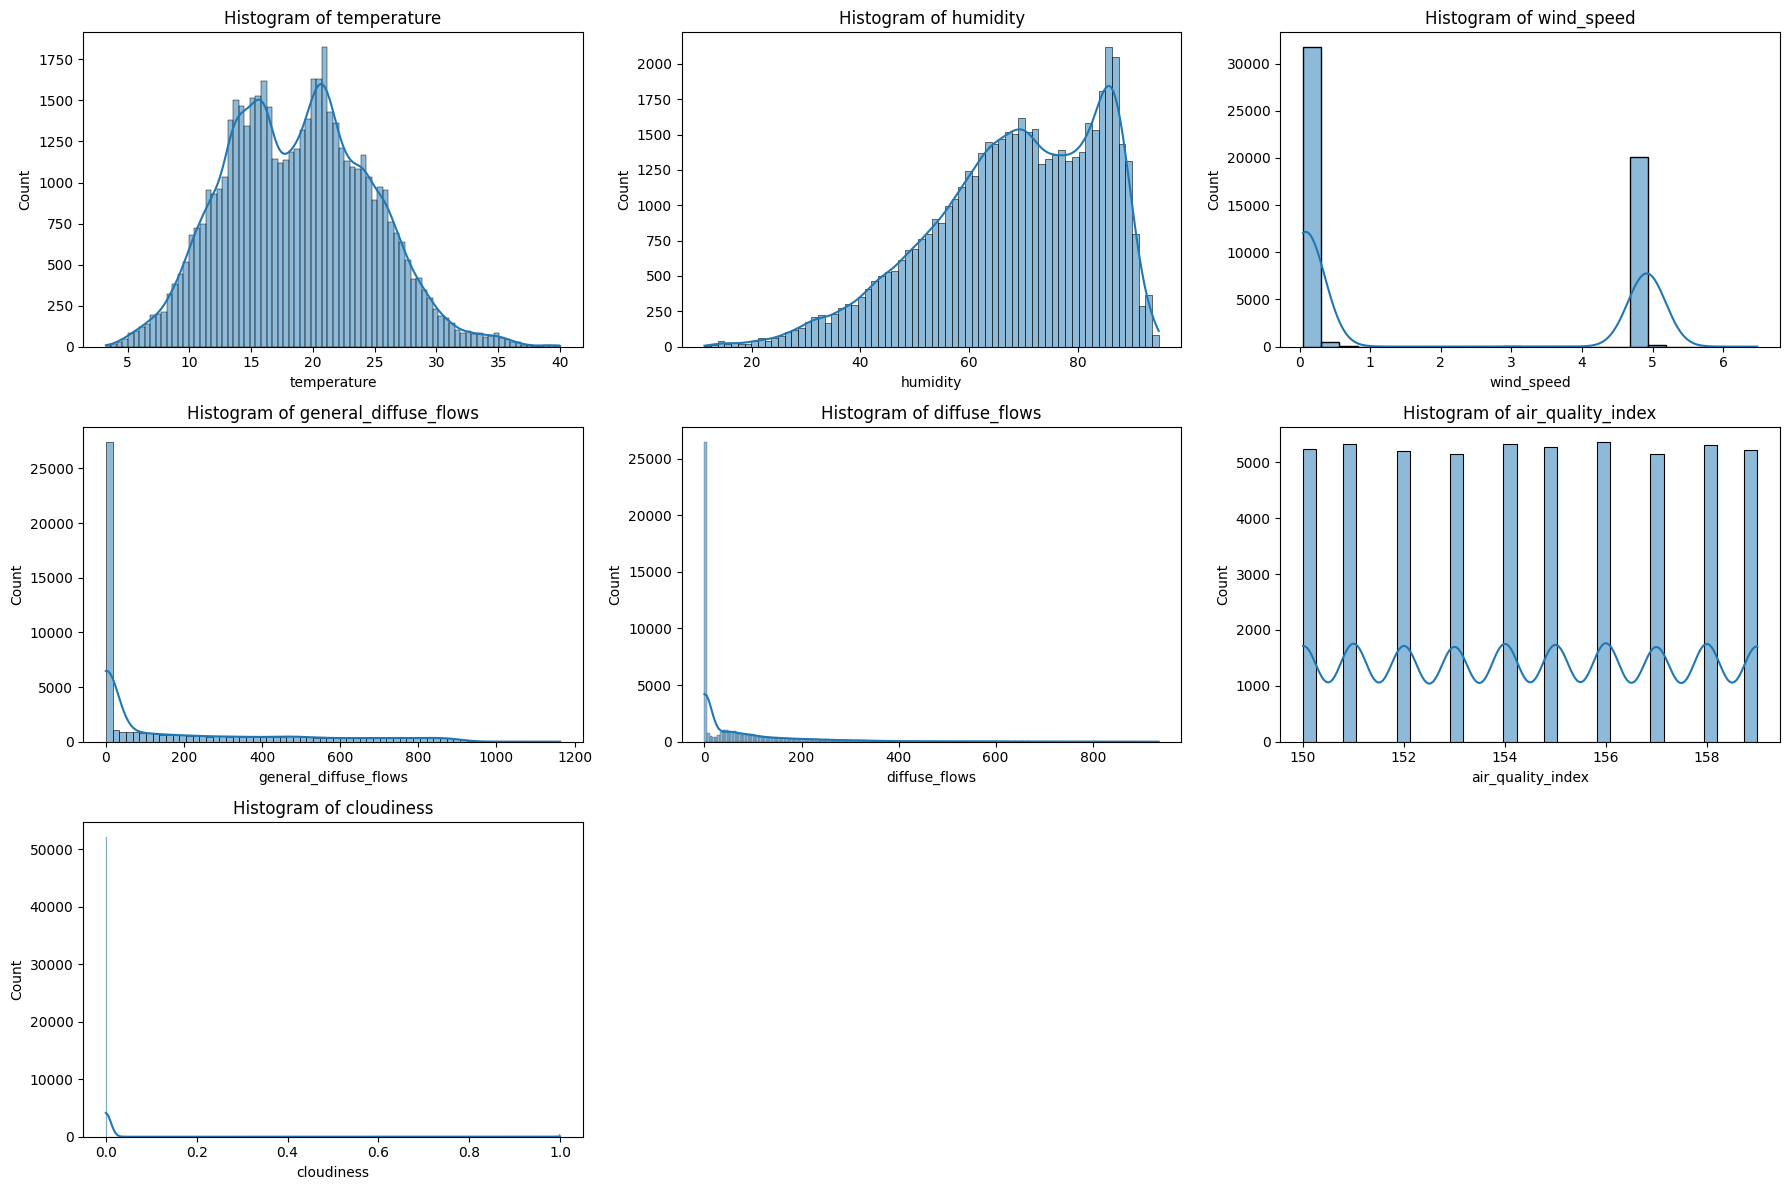 Histogram of temperature
Count
1750
1500
1250
1000
750
500
250
0
5 10 15 20 25 30 35 40
temperature
Histogram of humidity
Count
2000
1750
1500
1250
1000
750
500
250
0
20 40 60 80
humidity
Histogram of wind_speed
Count
30000
25000
20000
15000
10000
5000
0
0 1 2 3 4 5 6
wind_speed
Histogram of general_diffuse_flows
Count
25000
20000
15000
10000
5000
0
0 200 400 600 800 1000 1200
general_diffuse_flows
Histogram of diffuse_flows
Count
25000
20000
15000
10000
5000
0
0 200 400 600 800
diffuse_flows
Histogram of air_quality_index
Count
5000
4000
3000
2000
1000
0
150 152 154 156 158
air_quality_index
Histogram of cloudiness
Count
50000
40000
30000
20000
10000
0
0.0 0.2 0.4 0.6 0.8 1.0
cloudiness